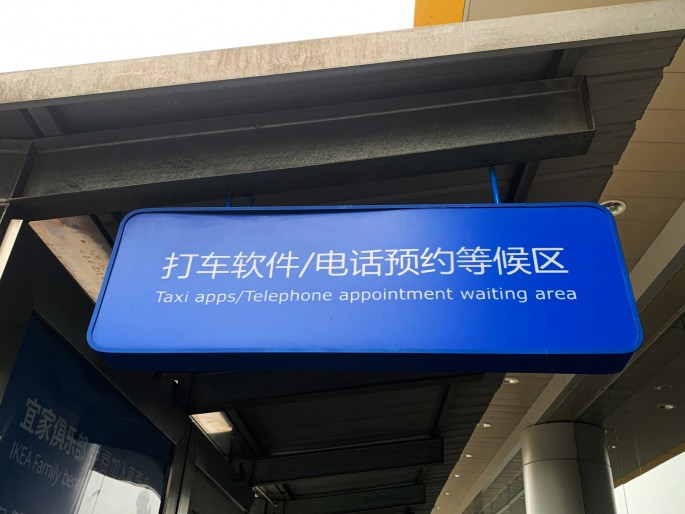 打车软件/电话预约等候区
Taxi apps/Telephone appointment waiting area
宜家俱乐部
IKEA Family